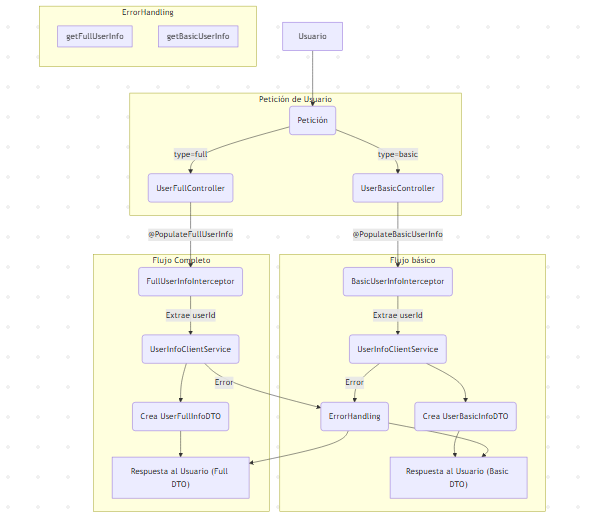 ErrorHandling
getFullUserInfo
getBasicUserInfo
Usuario
Petición de Usuario
Petición
type=full
type=basic
UserFullController
UserBasicController
@PopulateFullUserInfo
@PopulateBasicUserInfo
Flujo Completo
Flujo básico
FullUserInfoInterceptor
BasicUserInfoInterceptor
Extrae userId
Extrae userId
UserInfoClientService
UserInfoClientService
Error
Error
Crea UserFullInfoDTO
ErrorHandling
Crea UserBasicInfoDTO
Respuesta al Usuario (Full
DTO)
Respuesta al Usuario (Basic
DTO)